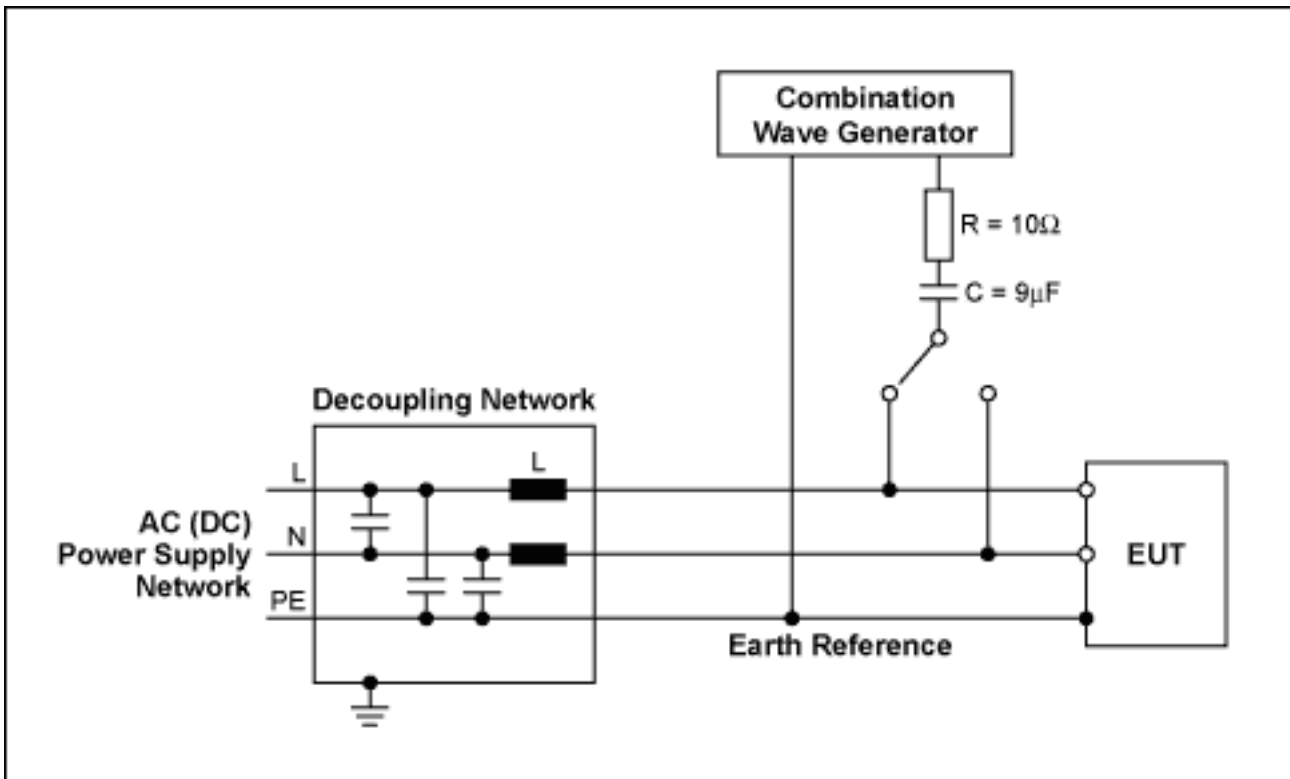 Combination
Wave Generator
R = 10Ω
C = 9µF
Decoupling Network
L
L
AC (DC)
Power Supply
Network
N
PE
EUT
Earth Reference